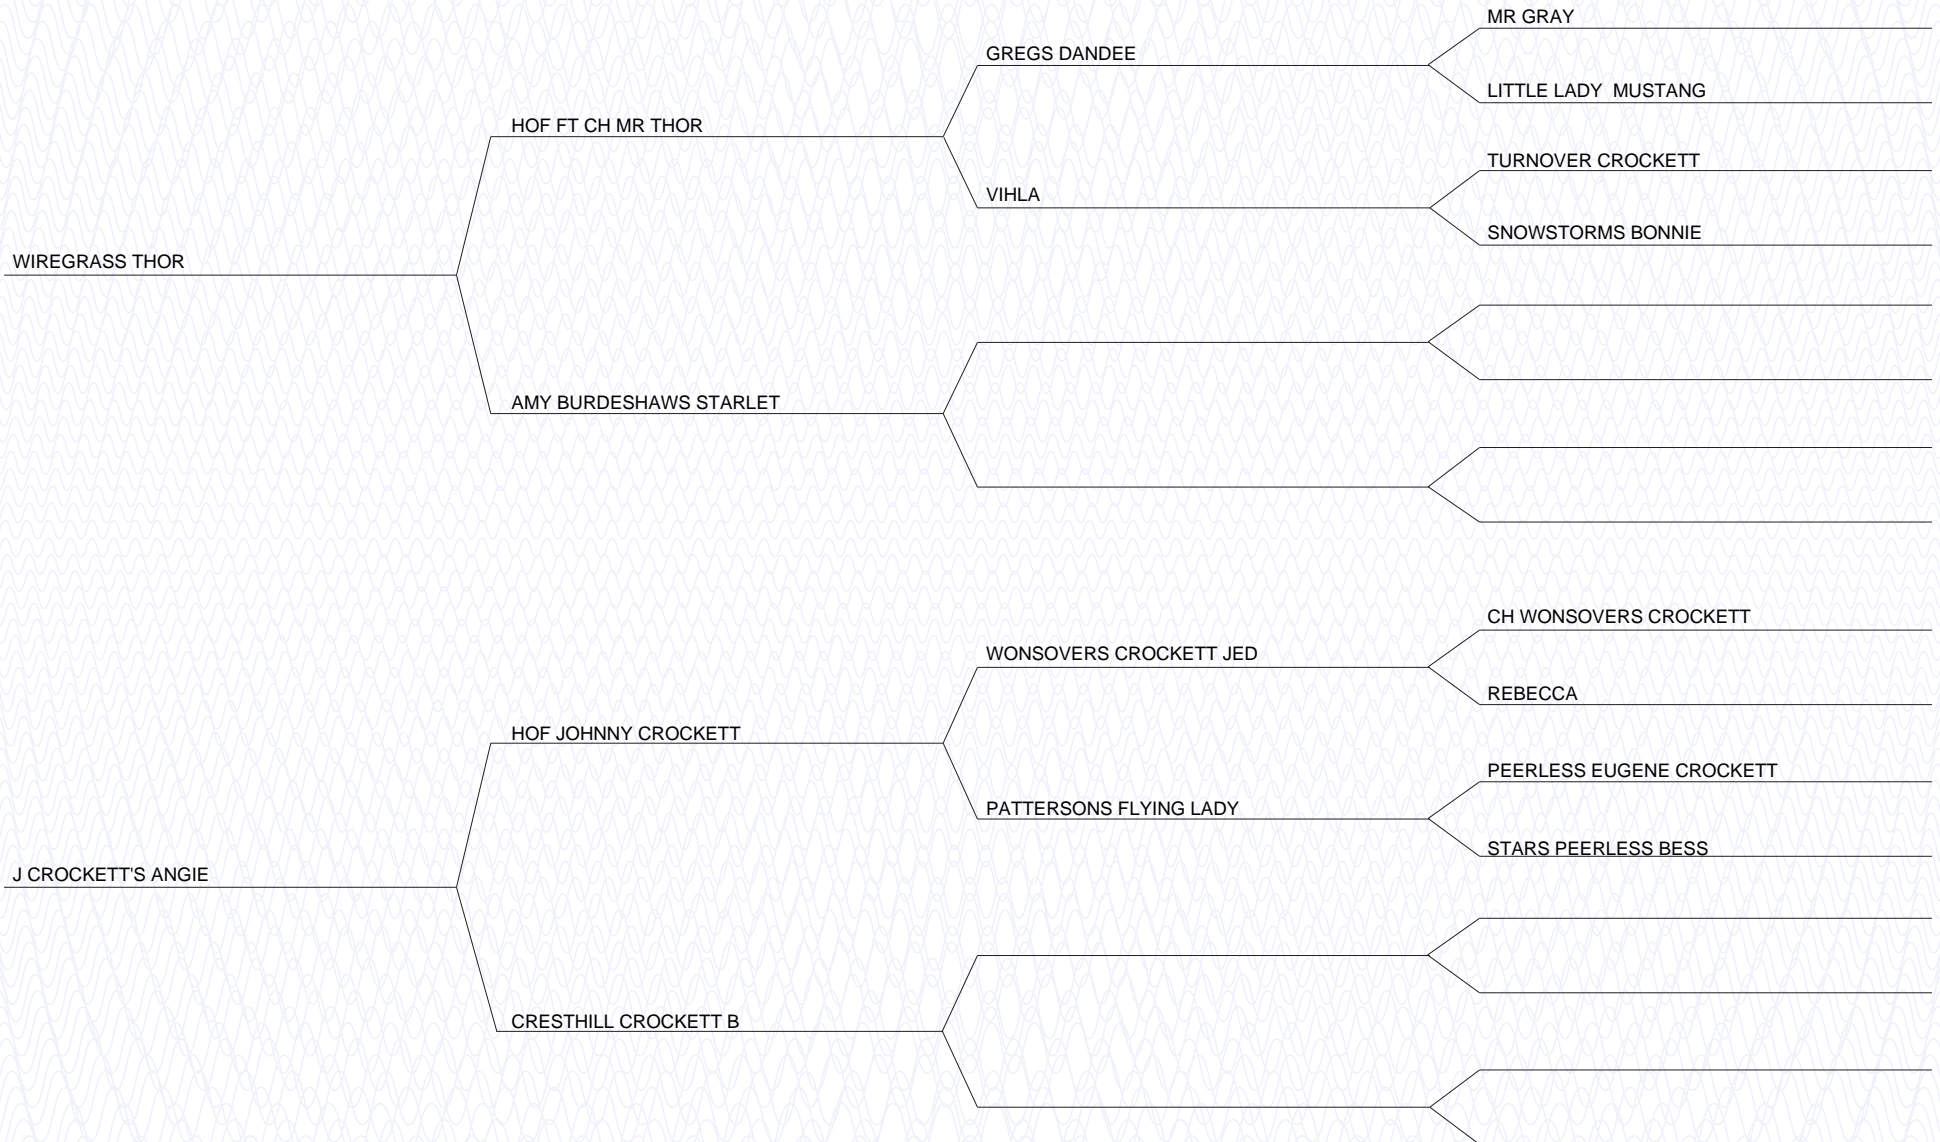 MR GRAY
GREGS DANDEE
LITTLE LADY  MUSTANG
HOF FT CH MR THOR
TURNOVER CROCKETT
VIHLA
SNOWSTORMS BONNIE
WIREGRASS THOR
AMY BURDESHAWS STARLET
CH WONSOVERS CROCKETT
WONSOVERS CROCKETT JED
REBECCA
HOF JOHNNY CROCKETT
PEERLESS EUGENE CROCKETT
PATTERSONS FLYING LADY
STARS PEERLESS BESS
J CROCKETT'S ANGIE
CRESTHILL CROCKETT B